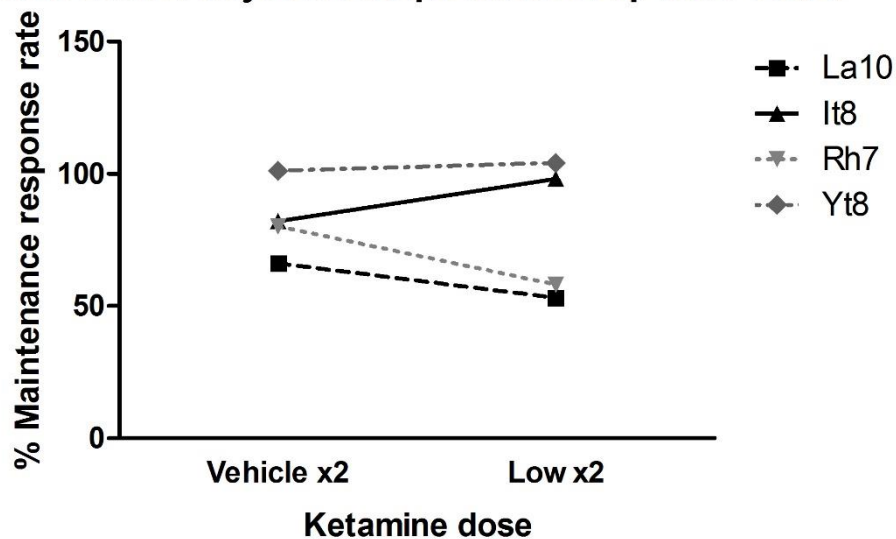 150
100
50
0
% Maintenance response rate
Vehicle x2
Low x2
Ketamine dose
La10
It8
Rh7
Yt8